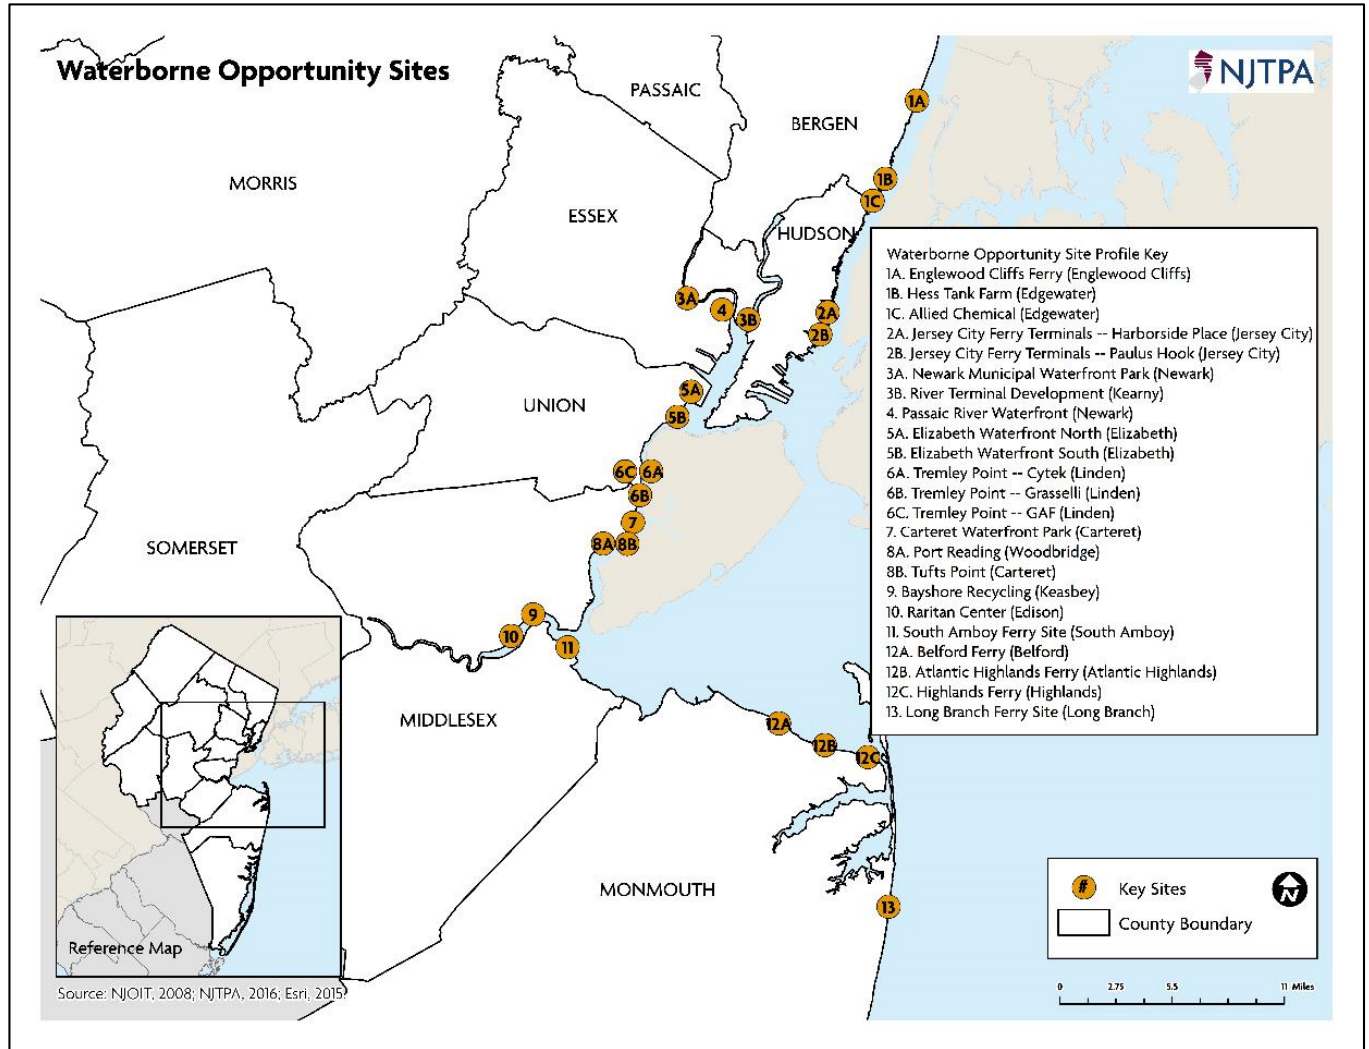 Waterborne Opportunity Sites
NJTPA
PASSAIC
BERGEN
MORRIS
ESSEX
HUDSON
UNION
SOMERSET
MIDDLESEX
MONMOUTH
1A
1B
1C
2A
2B
3A
4
3B
5A
5B
6C
6A
6B
7
8A
8B
9
10
11
12A
12B
12C
13
Waterborne Opportunity Site Profile Key
1A. Englewood Cliffs Ferry (Englewood Cliffs)
1B. Hess Tank Farm (Edgewater)
1C. Allied Chemical (Edgewater)
2A. Jersey City Ferry Terminals -- Harborside Place (Jersey City)
2B. Jersey City Ferry Terminals -- Paulus Hook (Jersey City)
3A. Newark Municipal Waterfront Park (Newark)
3B. River Terminal Development (Kearny)
4. Passaic River Waterfront (Newark)
5A. Elizabeth Waterfront North (Elizabeth)
5B. Elizabeth Waterfront South (Elizabeth)
6A. Tremley Point -- Cytek (Linden)
6B. Tremley Point -- Grasselli (Linden)
6C. Tremley Point -- GAF (Linden)
7. Carteret Waterfront Park (Carteret)
8A. Port Reading (Woodbridge)
8B. Tufts Point (Carteret)
9. Bayshore Recycling (Keasbey)
10. Raritan Center (Edison)
11. South Amboy Ferry Site (South Amboy)
12A. Belford Ferry (Belford)
12B. Atlantic Highlands Ferry (Atlantic Highlands)
12C. Highlands Ferry (Highlands)
13. Long Branch Ferry Site (Long Branch)
# Key Sites
N
County Boundary
0 2.75 5.5 11 Miles
Reference Map
Source: NJOIT, 2008; NJTPA, 2016; Esri, 2015.